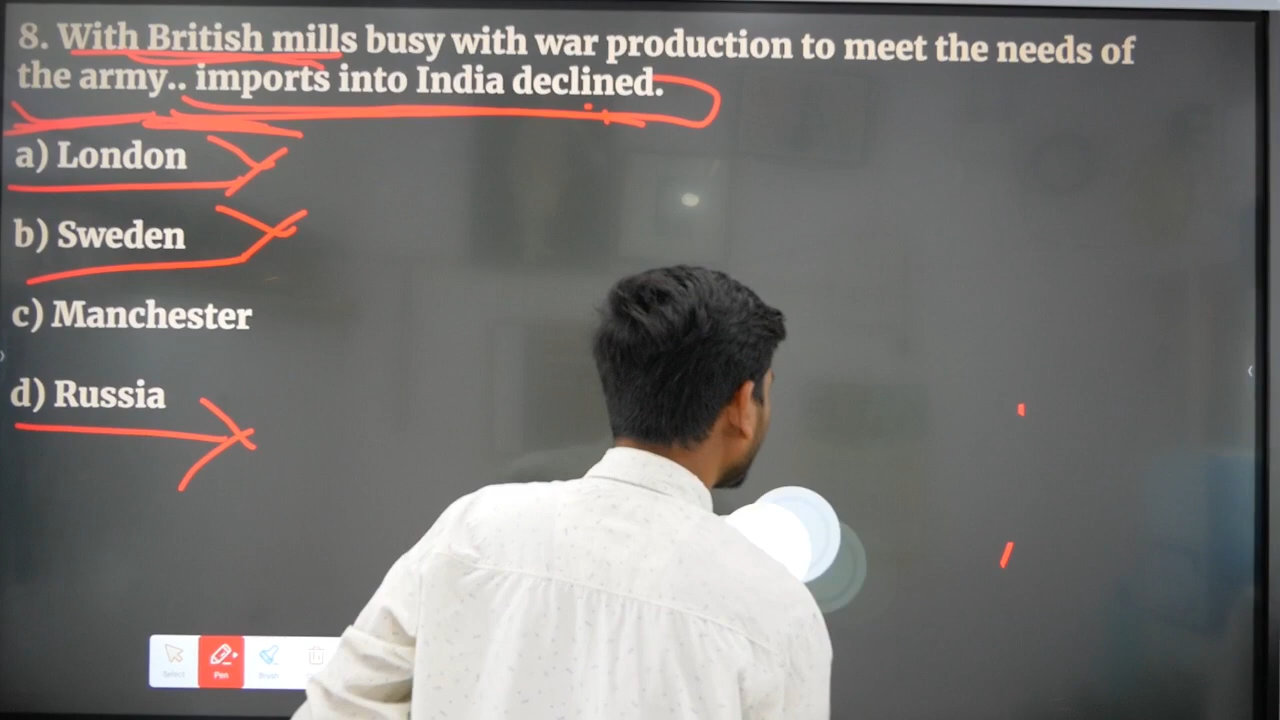 8. With British mills busy with war production to meet the needs of
the army.. imports into India declined.
a) London
b) Sweden
c) Manchester
d) Russia
Select
Pen
Brush